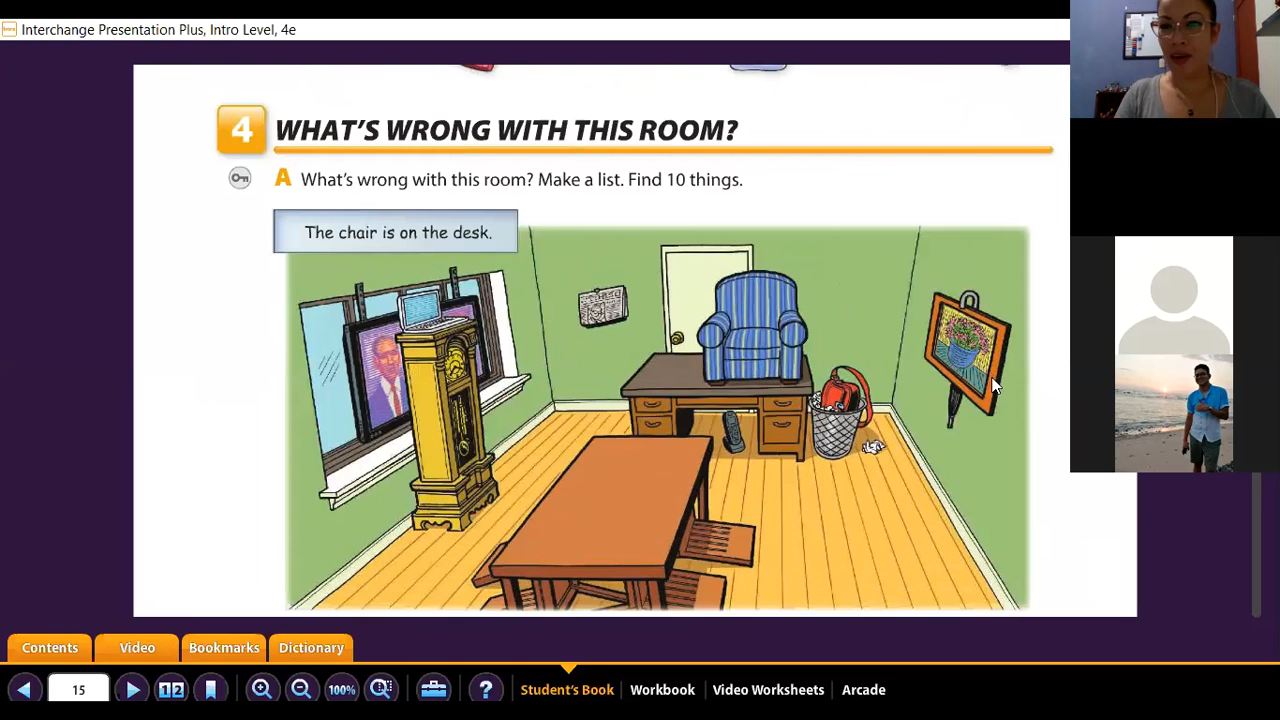 Interchange Presentation Plus, Intro Level, 4e
4 WHAT'S WRONG WITH THIS ROOM?
A What's wrong with this room? Make a list. Find 10 things.
The chair is on the desk.
Contents Video Bookmarks Dictionary
15 12 100% ? Student's Book Workbook Video Worksheets Arcade